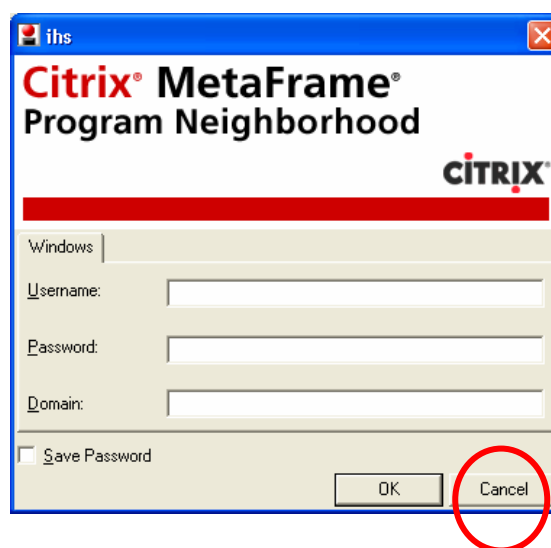 ihs
Citrix® MetaFrame®
Program Neighborhood
CITRIX®
Windows
Username:
Password:
Domain:
Save Password
OK Cancel